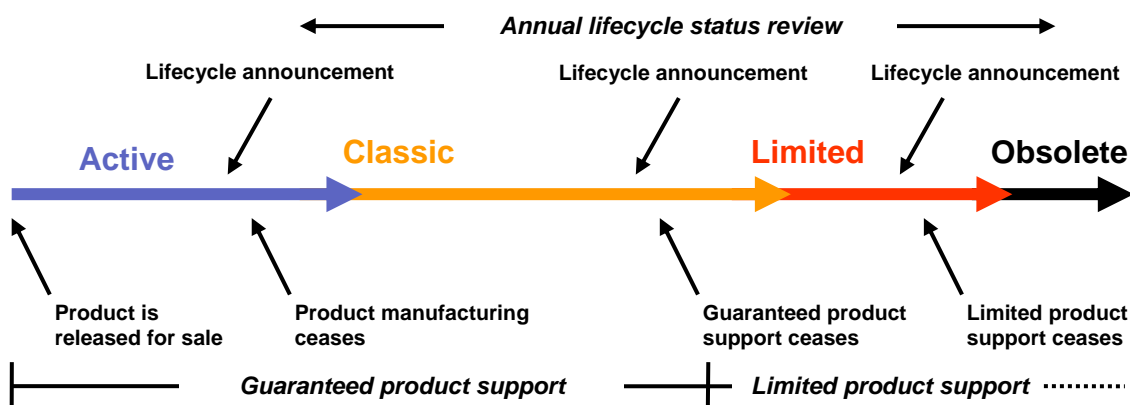 Annual lifecycle status review
Lifecycle announcement
Lifecycle announcement
Lifecycle announcement
Active
Classic
Limited
Obsolete
Product is
released for sale
Product manufacturing
ceases
Guaranteed product
support ceases
Limited product
support ceases
Guaranteed product support
Limited product support